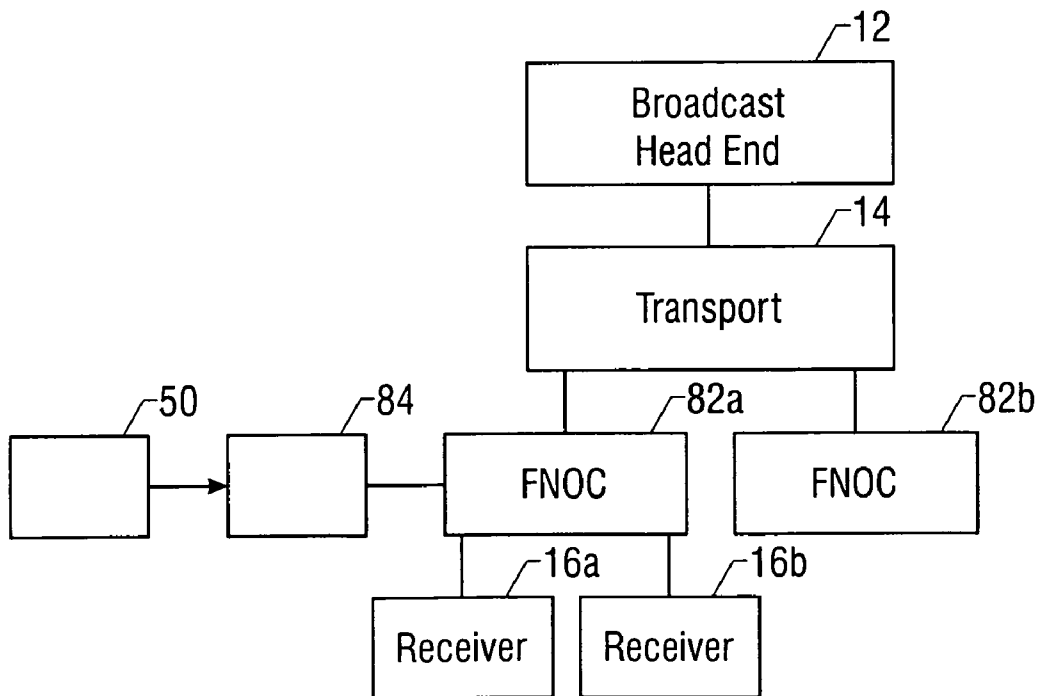 12
Broadcast
Head End
14
Transport
50
84
82a
82b
FNOC
FNOC
16a
16b
Receiver
Receiver